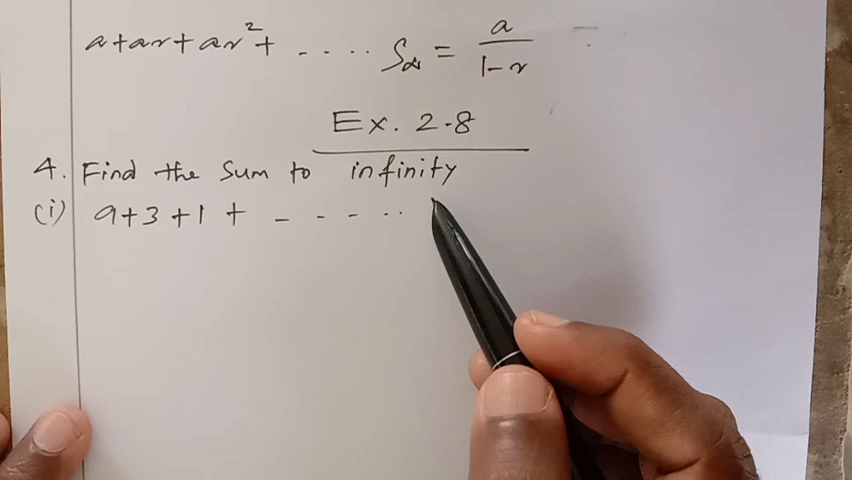 a+ar+ar²+ ..... S∞ = a/1-r
Ex. 2.8
4. Find the Sum to infinity
(i) 9+3+1+ - - - ..